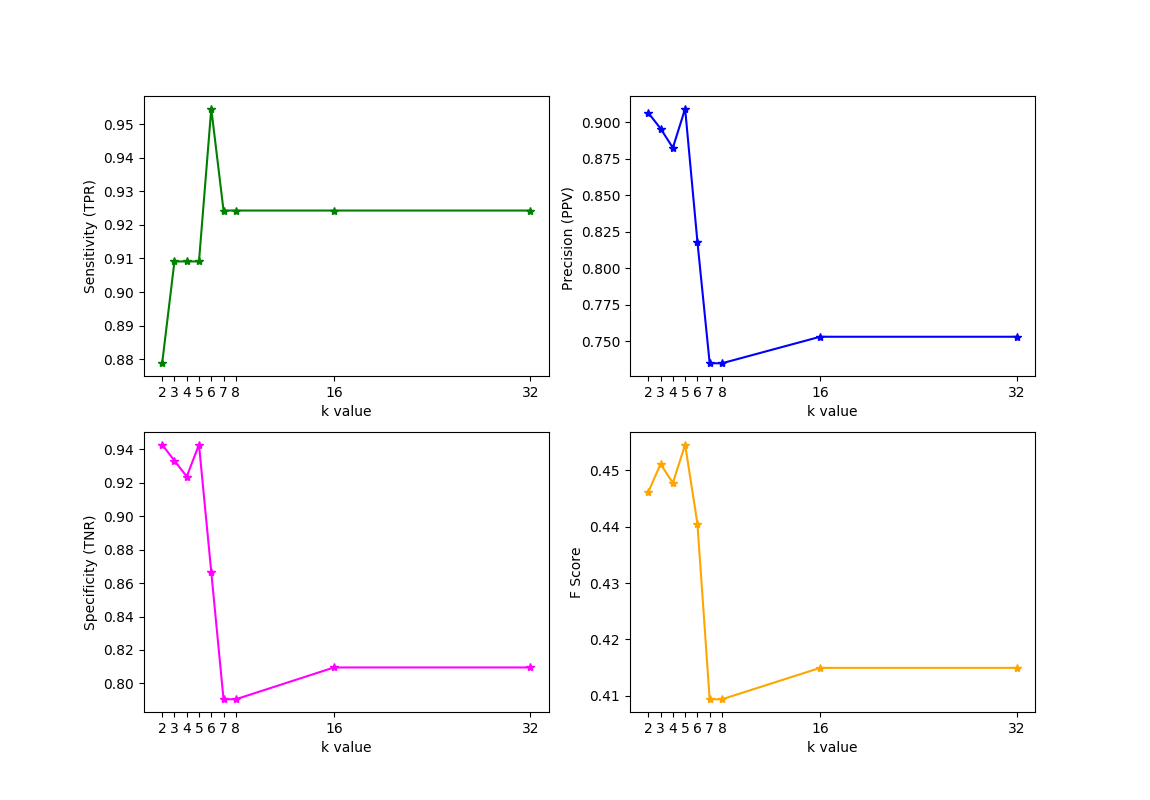 Sensitivity (TPR)
0.95
0.94
0.93
0.92
0.91
0.90
0.89
0.88
2 3 4 5 6 7 8 16 32
k value
Precision (PPV)
0.900
0.875
0.850
0.825
0.800
0.775
0.750
2 3 4 5 6 7 8 16 32
k value
Specificity (TNR)
0.94
0.92
0.90
0.88
0.86
0.84
0.82
0.80
2 3 4 5 6 7 8 16 32
k value
F Score
0.45
0.44
0.43
0.42
0.41
2 3 4 5 6 7 8 16 32
k value